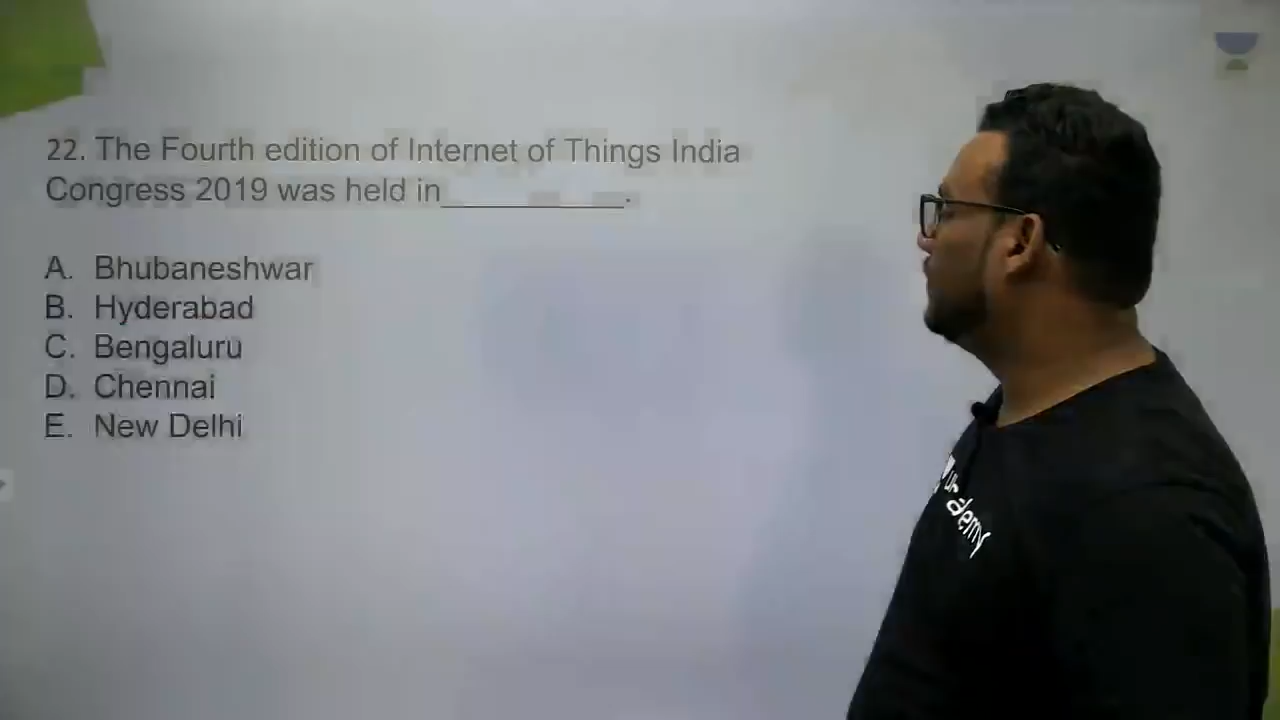 22. The Fourth edition of Internet of Things India
Congress 2019 was held in___________.
A. Bhubaneshwar
B. Hyderabad
C. Bengaluru
D. Chennai
E. New Delhi